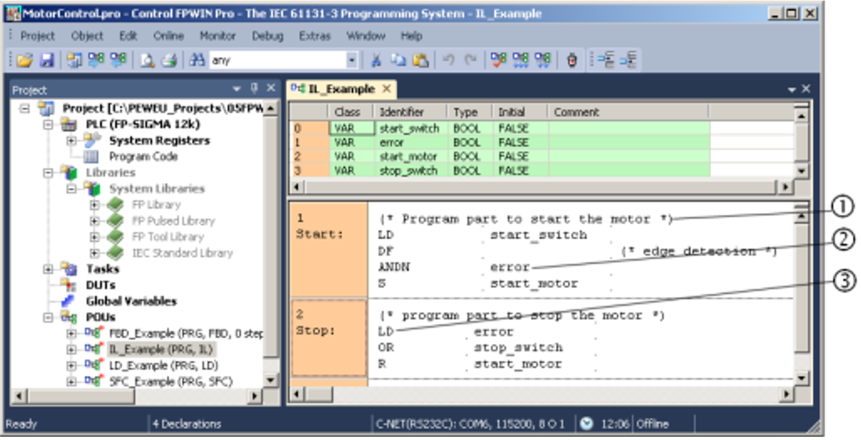 MotorControl.pro - Control FPWIN Pro - The IEC 61131-3 Programming System - IL_Example
Project Object Edit Online Monitor Debug Extras Window Help
any
Project
IL_Example
Project [C:\PEWEU_Projects\05FPW
PLC (FP-SIGMA 12k)
System Registers
Program Code
Libraries
System Libraries
FP Library
FP Pulsed Library
FP Tool Library
IEC Standard Library
Tasks
DUTs
Global Variables
POUs
FBD_Example (PRG, FBD, 0 step
IL_Example (PRG, IL)
LD_Example (PRG, LD)
SFC_Example (PRG, SFC)
Class Identifier Type Initial Comment
0 VAR start_switch BOOL FALSE
1 VAR error BOOL FALSE
2 VAR start_motor BOOL FALSE
3 VAR stop_switch BOOL FALSE
1 (* Program part to start the motor *) ①
Start: LD start_switch
DF (* edge detection *) ②
ANDN error
S start_motor ③
2 (* program part to stop the motor *)
Stop: LD error
OR stop_switch
R start_motor
Ready 4 Declarations C-NET(RS232C): COM6, 115200, 8 O 1 12:06 Offline